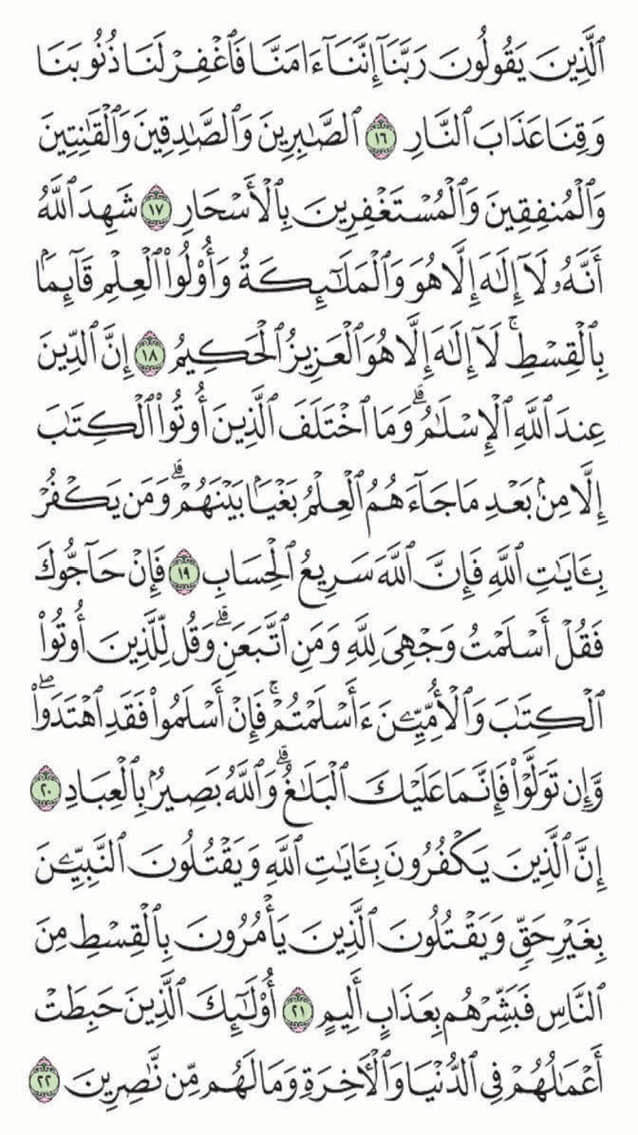 ٱلَّذِينَ يَقُولُونَ رَبَّنَآ إِنَّنَآ ءَامَنَّا فَٱغۡفِرۡ لَنَا ذُنُوبَنَا
وَقِنَا عَذَابَ ٱلنَّارِ ١٦ ٱلصَّٰبِرِينَ وَٱلصَّٰدِقِينَ وَٱلۡقَٰنِتِينَ
وَٱلۡمُنفِقِينَ وَٱلۡمُسۡتَغۡفِرِينَ بِٱلۡأَسۡحَارِ ١٧ شَهِدَ ٱللَّهُ
أَنَّهُۥ لَآ إِلَٰهَ إِلَّا هُوَ وَٱلۡمَلَٰٓئِكَةُ وَأُوْلُواْ ٱلۡعِلۡمِ قَآئِمَۢا
بِٱلۡقِسۡطِۚ لَآ إِلَٰهَ إِلَّا هُوَ ٱلۡعَزِيزُ ٱلۡحَكِيمُ ١٨ إِنَّ ٱلدِّينَ
عِندَ ٱللَّهِ ٱلۡإِسۡلَٰمُۗ وَمَا ٱخۡتَلَفَ ٱلَّذِينَ أُوتُواْ ٱلۡكِتَٰبَ
إِلَّا مِنۢ بَعۡدِ مَا جَآءَهُمُ ٱلۡعِلۡمُ بَغۡيَۢا بَيۡنَهُمۡۗ وَمَن يَكۡفُرۡ
بِـَٔايَٰتِ ٱللَّهِ فَإِنَّ ٱللَّهَ سَرِيعُ ٱلۡحِسَابِ ١٩ فَإِنۡ حَآجُّوكَ
فَقُلۡ أَسۡلَمۡتُ وَجۡهِيَ لِلَّهِ وَمَنِ ٱتَّبَعَنِۗ وَقُل لِّلَّذِينَ أُوتُواْ
ٱلۡكِتَٰبَ وَٱلۡأُمِّيِّـۧنَ ءَأَسۡلَمۡتُمۡۚ فَإِنۡ أَسۡلَمُواْ فَقَدِ ٱهۡتَدَواْۖ
وَّإِن تَوَلَّوۡاْ فَإِنَّمَا عَلَيۡكَ ٱلۡبَلَٰغُۗ وَٱللَّهُ بَصِيرُۢ بِٱلۡعِبَادِ ٢٠
إِنَّ ٱلَّذِينَ يَكۡفُرُونَ بِـَٔايَٰتِ ٱللَّهِ وَيَقۡتُلُونَ ٱلنَّبِيِّـۧنَ
بِغَيۡرِ حَقّٖ وَيَقۡتُلُونَ ٱلَّذِينَ يَأۡمُرُونَ بِٱلۡقِسۡطِ مِنَ
ٱلنَّاسِ فَبَشِّرۡهُم بِعَذَابٍ أَلِيمٍ ٢١ أُوْلَٰٓئِكَ ٱلَّذِينَ حَبِطَتۡ
أَعۡمَٰلُهُمۡ فِي ٱلدُّنۡيَا وَٱلۡأٓخِرَةِ وَمَا لَهُم مِّن نَّٰصِرِينَ ٢٢